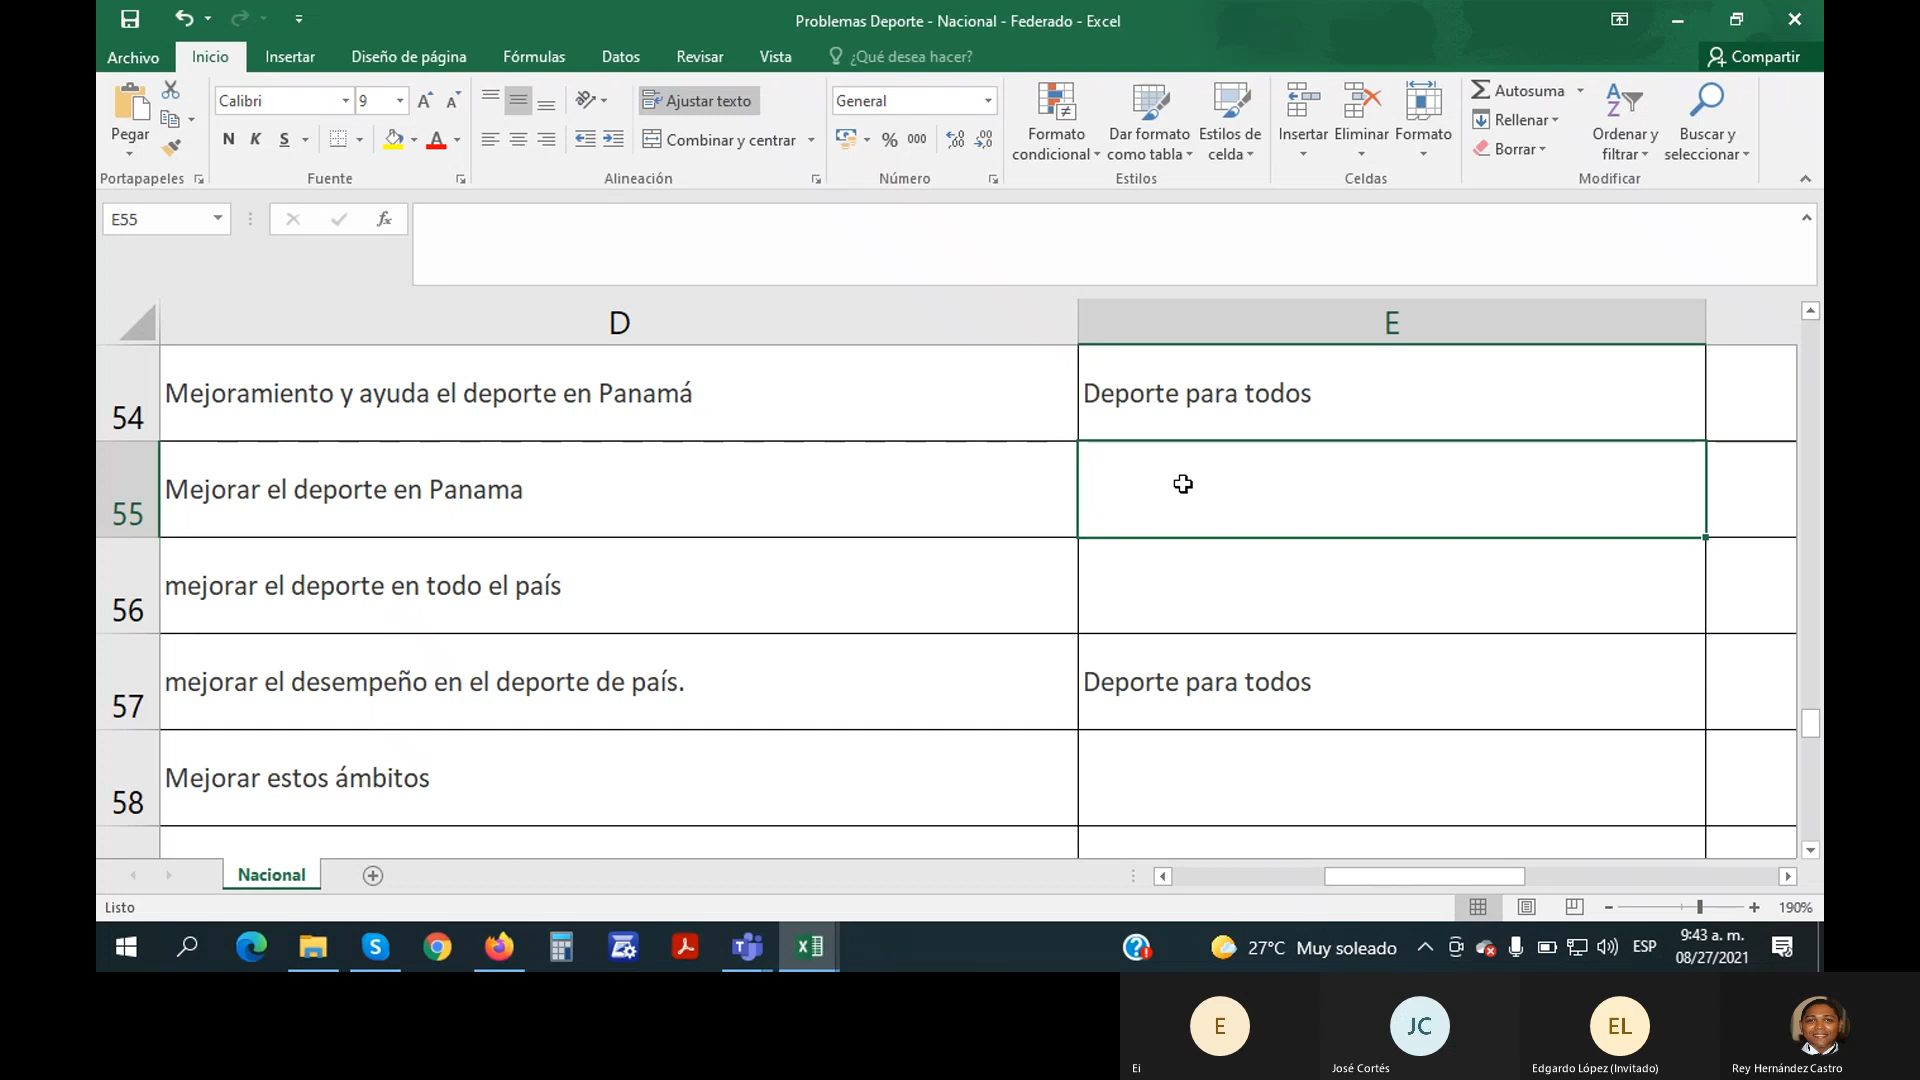 Problemas Deporte - Nacional - Federado - Excel
Archivo Inicio Insertar Diseño de página Fórmulas Datos Revisar Vista ¿Qué desea hacer? Compartir
Calibri 9 Ajustar texto General Autosuma
Rellenar
Pegar N K S A Combinar y centrar % 000 Formato condicional Dar formato como tabla Estilos de celda Insertar Eliminar Formato Borrar Ordenar y filtrar Buscar y seleccionar
Portapapeles Fuente Alineación Número Estilos Celdas Modificar
E55 fx
D E
54 Mejoramiento y ayuda el deporte en Panamá Deporte para todos
55 Mejorar el deporte en Panama
56 mejorar el deporte en todo el país
57 mejorar el desempeño en el deporte de país. Deporte para todos
58 Mejorar estos ámbitos
Nacional
Listo 190%
27°C Muy soleado ESP 9:43 a. m.
08/27/2021
E JC EL
Ei José Cortés Edgardo López (Invitado) Rey Hernández Castro